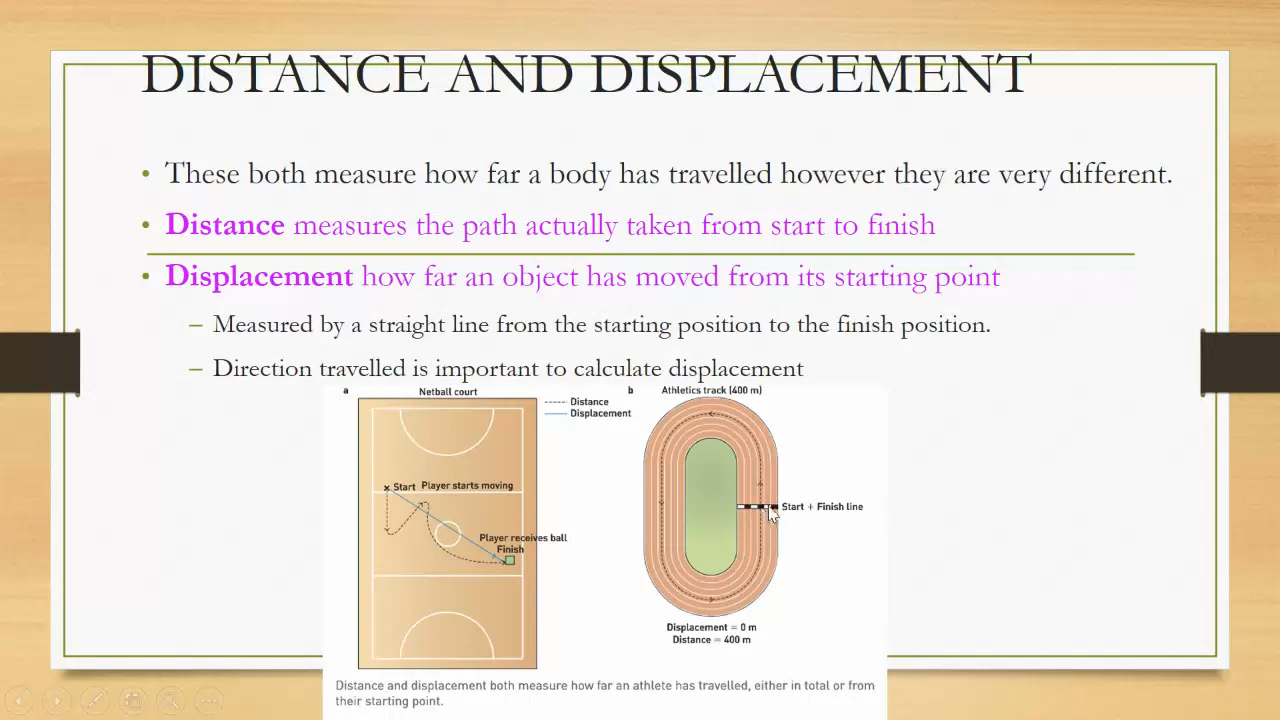 DISTANCE AND DISPLACEMENT
• These both measure how far a body has travelled however they are very different.
• Distance measures the path actually taken from start to finish
• Displacement how far an object has moved from its starting point
– Measured by a straight line from the starting position to the finish position.
– Direction travelled is important to calculate displacement
a
Netball court
Distance
Displacement
Start
Player starts moving
Player receives ball
Finish
b
Athletics track (400 m)
Start + Finish line
Displacement = 0 m
Distance = 400 m
Distance and displacement both measure how far an athlete has travelled, either in total or from
their starting point.